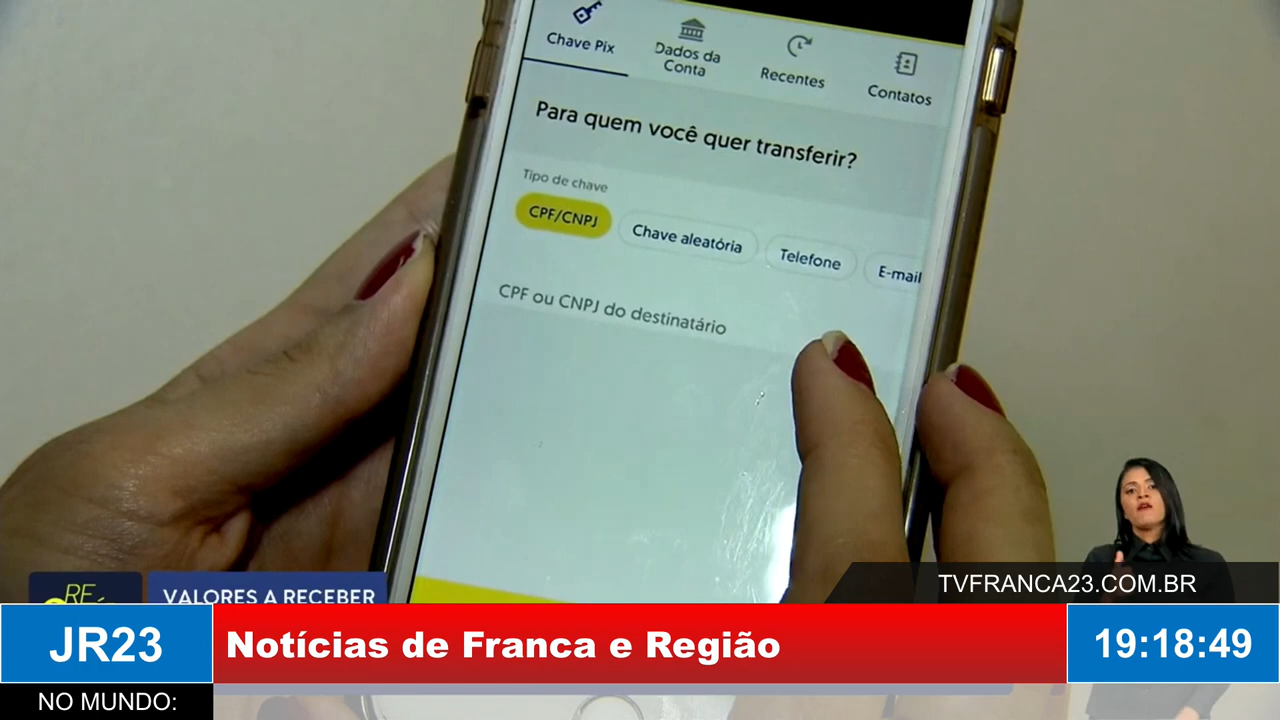 Chave Pix
Dados da
Conta
Recentes
Contatos
Para quem você quer transferir?
Tipo de chave
CPF/CNPJ
Chave aleatória
Telefone
E-mail
CPF ou CNPJ do destinatário
VALORES A RECEBER
TVFRANCA23.COM.BR
JR23
Notícias de Franca e Região
19:18:49
NO MUNDO: